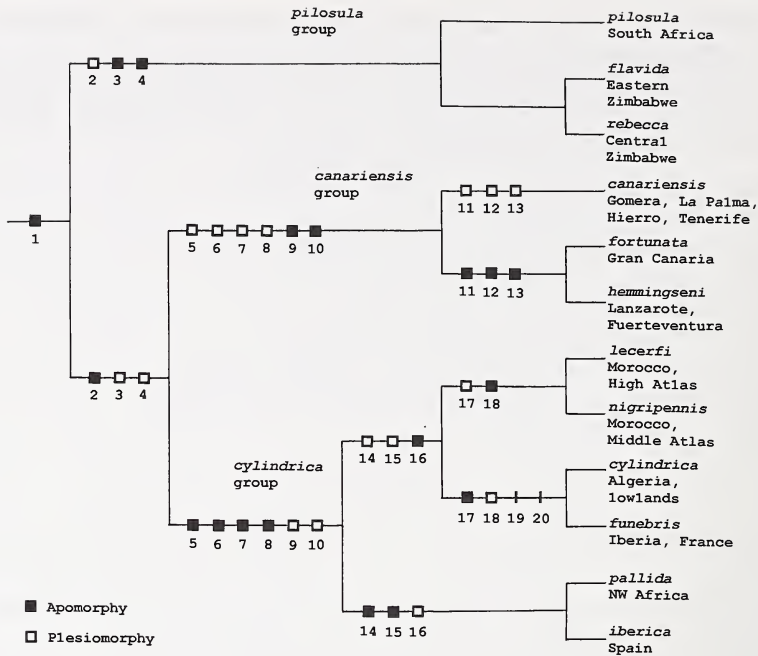 pilosula
group
pilosula
South Africa
2 3 4
flavida
Eastern
Zimbabwe
rebecca
Central
Zimbabwe
canariensis
group
canariensis
Gomera, La Palma,
Hierro, Tenerife
11 12 13
1
5 6 7 8 9 10
fortunata
Gran Canaria
11 12 13
hemmingseni
Lanzarote,
Fuerteventura
2 3 4
lecerfi
Morocco,
High Atlas
17 18
nigripennis
Morocco,
Middle Atlas
14 15 16
cylindrica
group
cylindrica
Algeria,
lowlands
17 18 19 20
funebris
Iberia, France
5 6 7 8 9 10
pallida
NW Africa
14 15 16
iberica
Spain
Apomorphy
Plesiomorphy